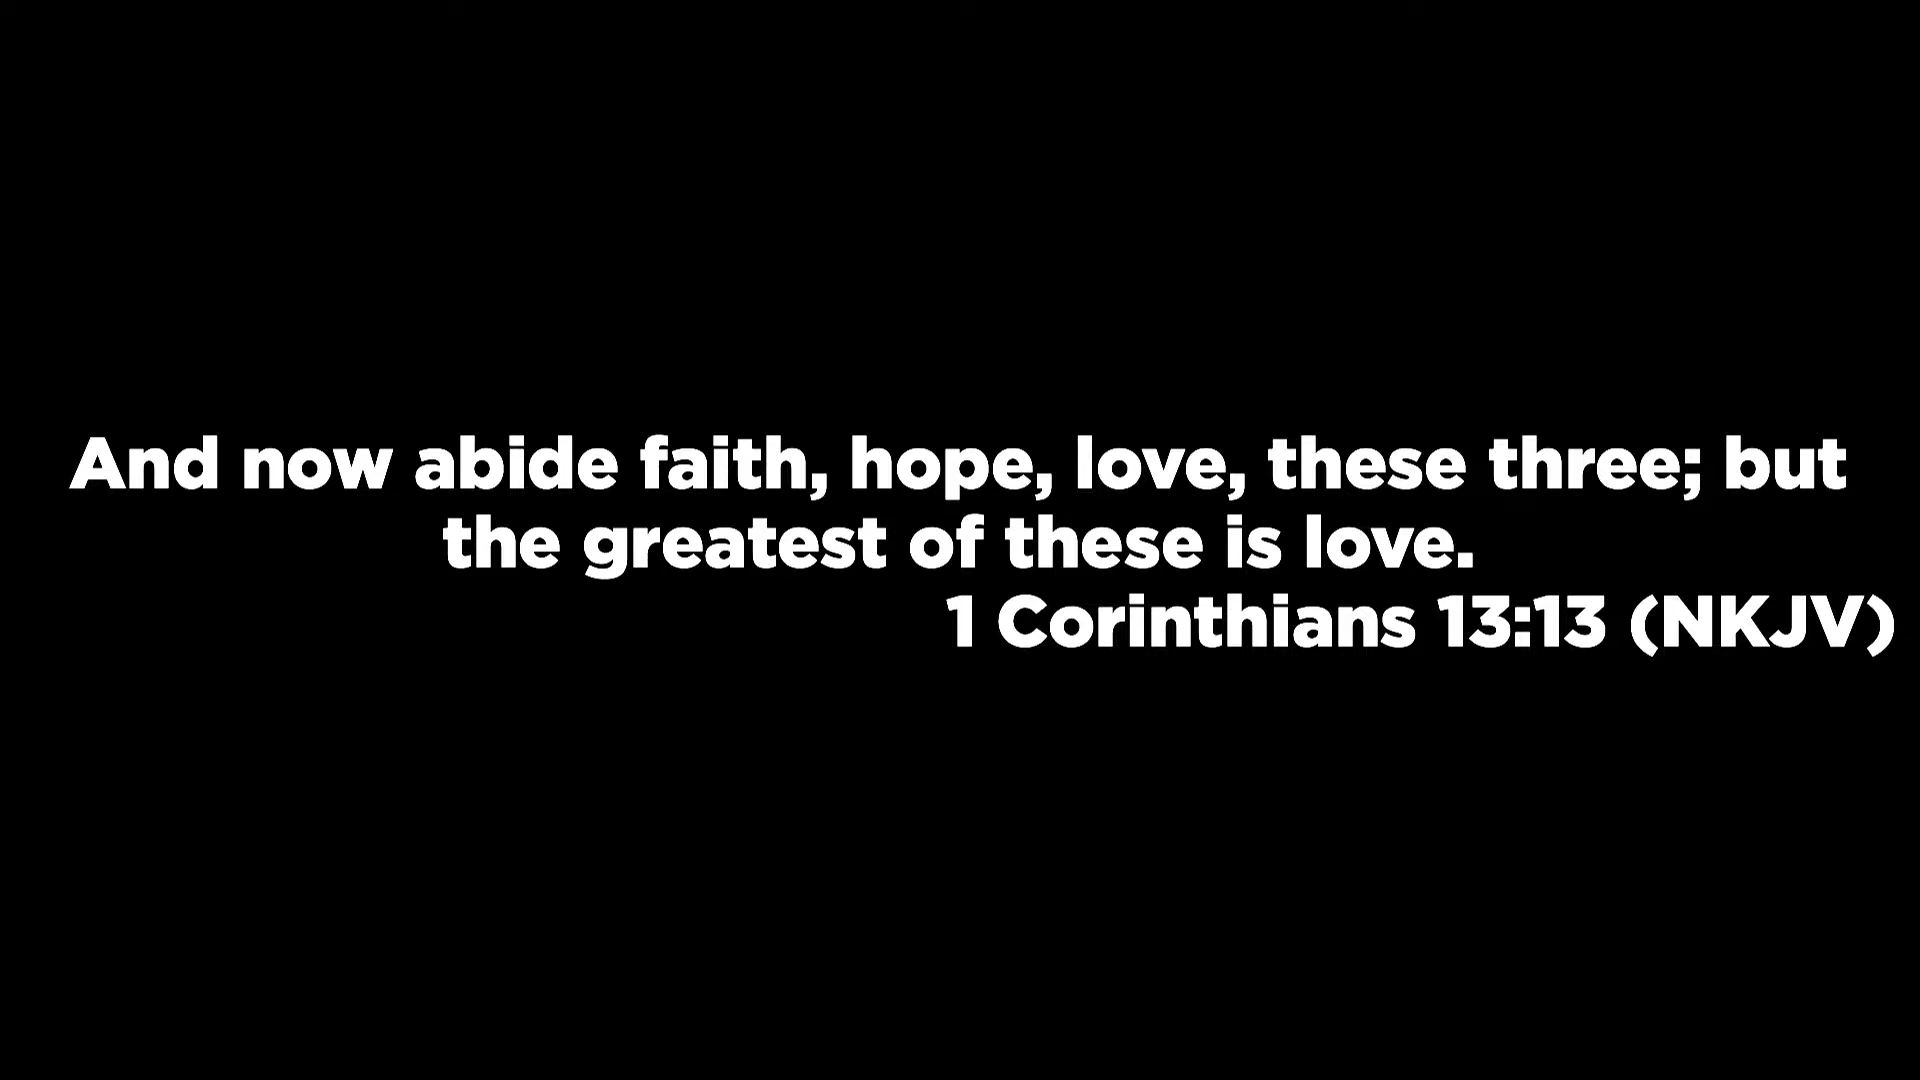 And now abide faith, hope, love, these three; but
the greatest of these is love.
1 Corinthians 13:13 (NKJV)